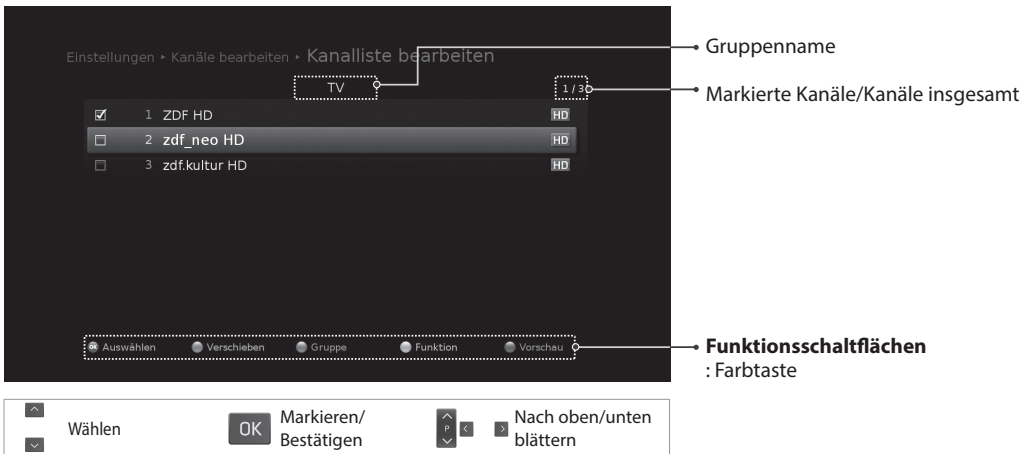 Einstellungen ▸ Kanäle bearbeiten ▸ Kanalliste bearbeiten
Gruppenname
TV
1 / 3
Markierte Kanäle/Kanäle insgesamt
1 ZDF HD HD
2 zdf_neo HD HD
3 zdf.kultur HD HD
OK Auswählen Verschieben Gruppe Funktion Vorschau
Funktionsschaltflächen
: Farbtaste
Wählen
OK
Markieren/
Bestätigen
P
Nach oben/unten
blättern